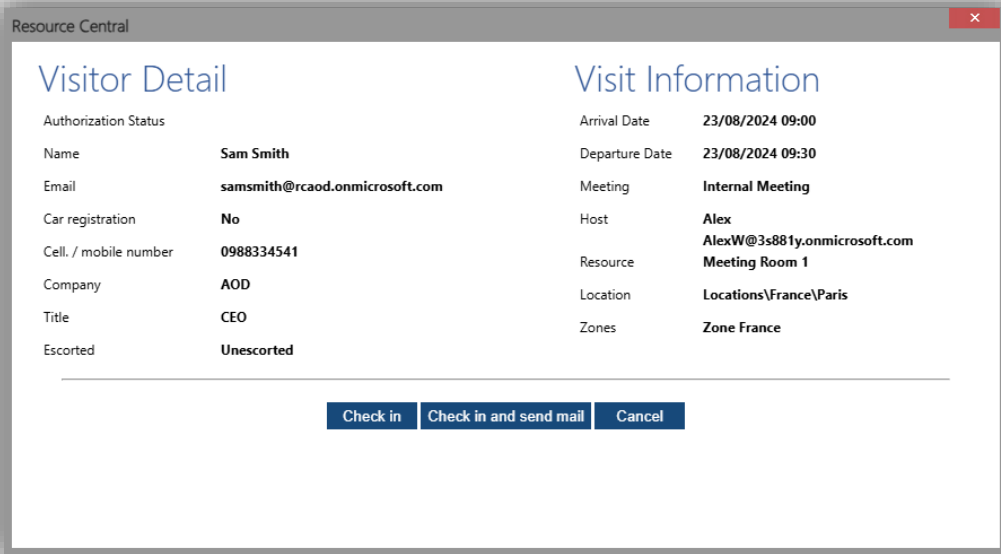 Resource Central
Visitor Detail
Authorization Status
Name Sam Smith
Email samsmith@rcaod.onmicrosoft.com
Car registration No
Cell. / mobile number 0988334541
Company AOD
Title CEO
Escorted Unescorted
Visit Information
Arrival Date 23/08/2024 09:00
Departure Date 23/08/2024 09:30
Meeting Internal Meeting
Host Alex
AlexW@3s881y.onmicrosoft.com
Resource Meeting Room 1
Location Locations\France\Paris
Zones Zone France
Check in Check in and send mail Cancel